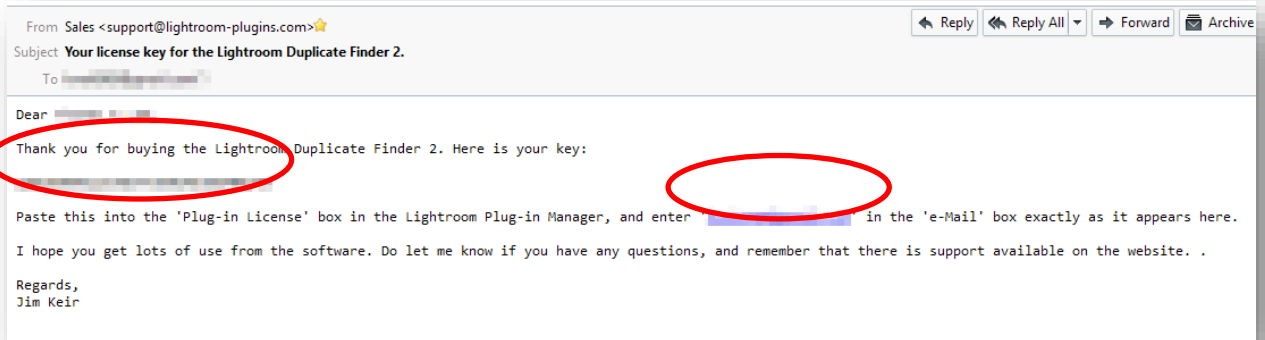 Reply Reply All Forward Archive
From Sales <support@lightroom-plugins.com>
Subject Your license key for the Lightroom Duplicate Finder 2.
To
Dear
Thank you for buying the Lightroom Duplicate Finder 2. Here is your key:
Paste this into the 'Plug-in License' box in the Lightroom Plug-in Manager, and enter ' ' in the 'e-Mail' box exactly as it appears here.
I hope you get lots of use from the software. Do let me know if you have any questions, and remember that there is support available on the website. .
Regards,
Jim Keir